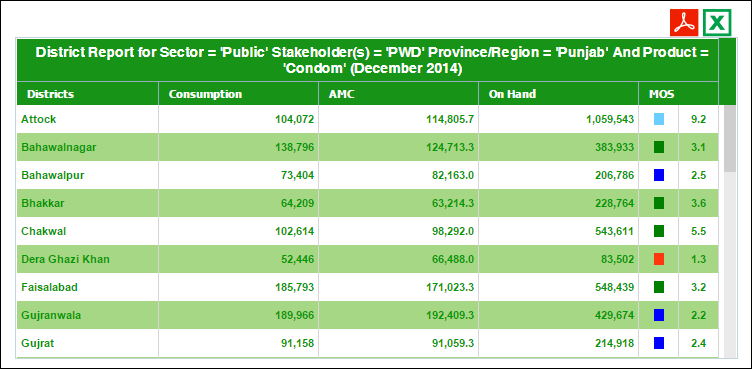 District Report for Sector = 'Public' Stakeholder(s) = 'PWD' Province/Region = 'Punjab' And Product =
'Condom' (December 2014)
Districts Consumption AMC On Hand MOS
Attock 104,072 114,805.7 1,059,543 9.2
Bahawalnagar 138,796 124,713.3 383,933 3.1
Bahawalpur 73,404 82,163.0 206,786 2.5
Bhakkar 64,209 63,214.3 228,764 3.6
Chakwal 102,614 98,292.0 543,611 5.5
Dera Ghazi Khan 52,446 66,488.0 83,502 1.3
Faisalabad 185,793 171,023.3 548,439 3.2
Gujranwala 189,966 192,409.3 429,674 2.2
Gujrat 91,158 91,059.3 214,918 2.4